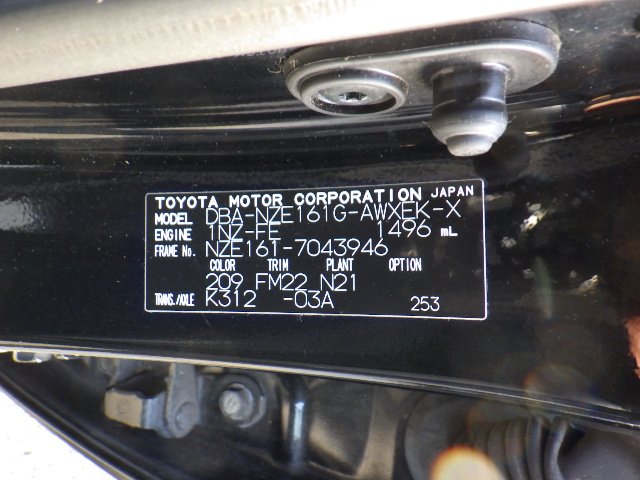 TOYOTA MOTOR CORPORATION JAPAN
MODEL DBA-NZE161G-AWXEK-X
ENGINE 1NZ-FE 1496 mL
FRAME No. NZE161-7043946
COLOR TRIM PLANT OPTION
209 FM22 N21
TRANS./AXLE K312 -03A 253